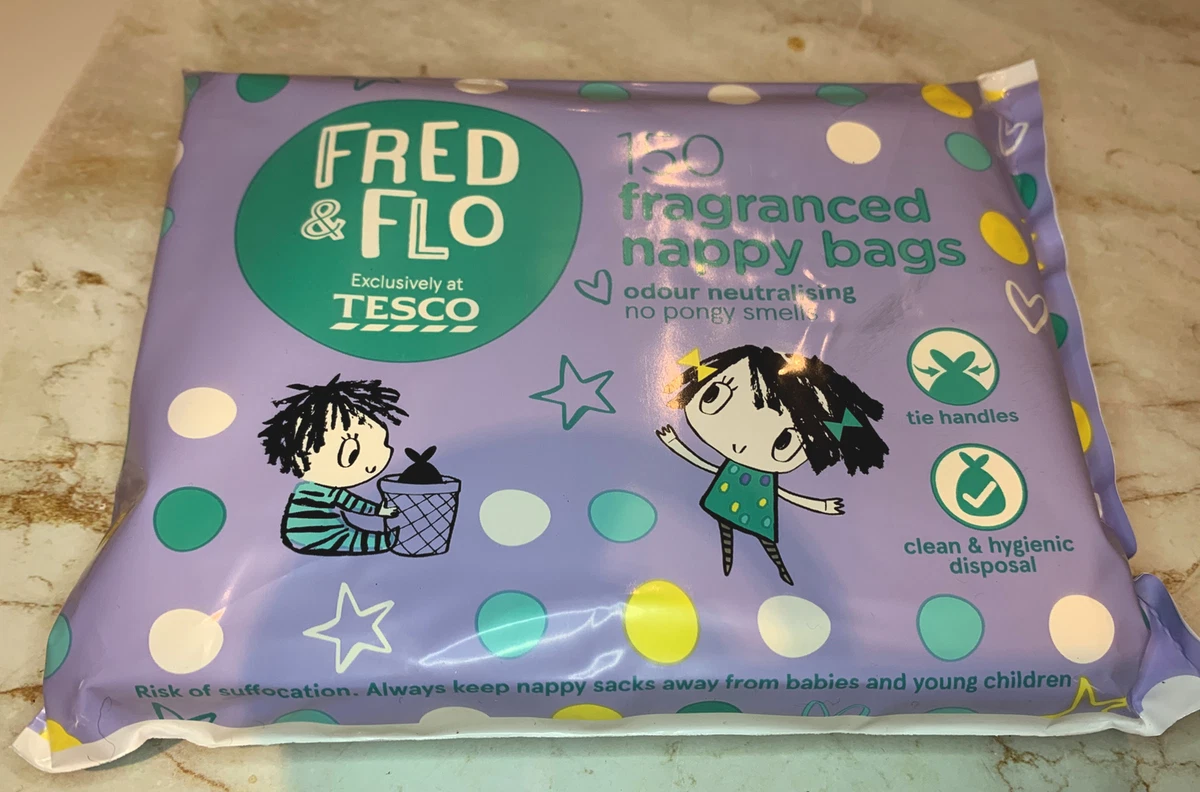 FRED
& FLO
Exclusively at
TESCO
150
fragranced
nappy bags
odour neutralising
no pongy smells
tie handles
clean & hygienic
disposal
Risk of suffocation. Always keep nappy sacks away from babies and young children